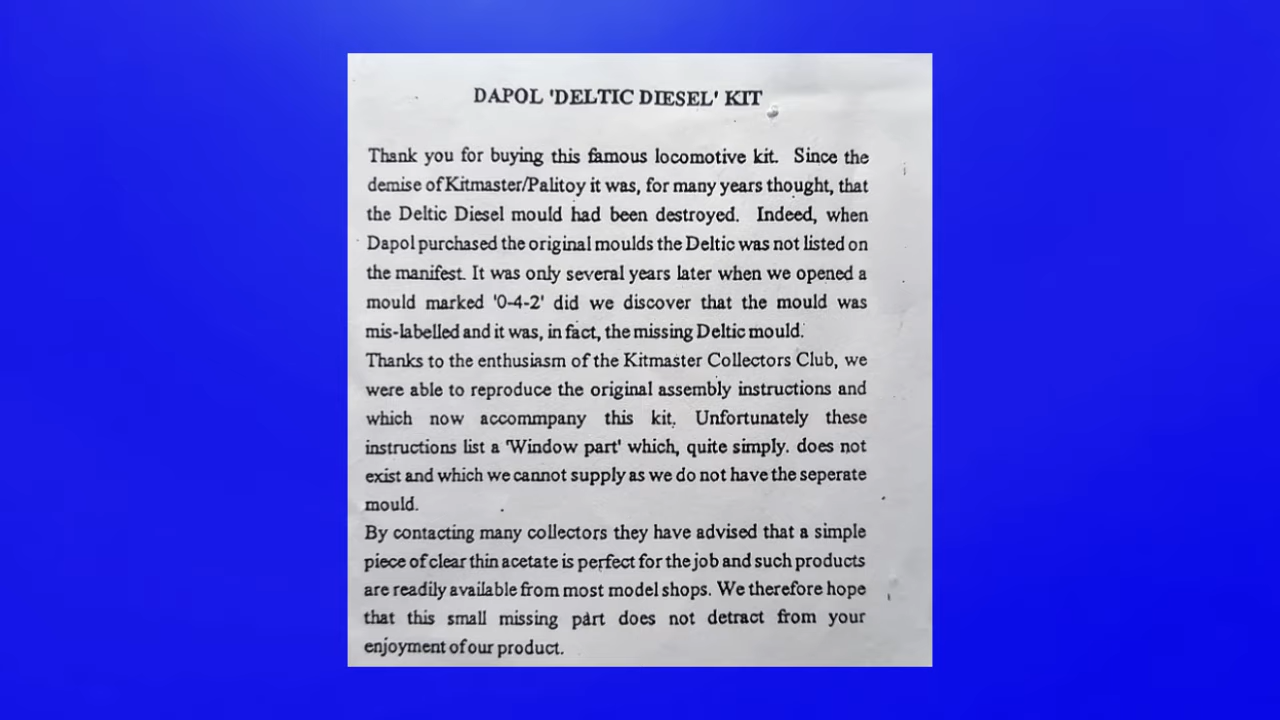 DAPOL 'DELTIC DIESEL' KIT
Thank you for buying this famous locomotive kit. Since the
demise of Kitmaster/Palitoy it was, for many years thought, that
the Deltic Diesel mould had been destroyed. Indeed, when
Dapol purchased the original moulds the Deltic was not listed on
the manifest. It was only several years later when we opened a
mould marked '0-4-2' did we discover that the mould was
mis-labelled and it was, in fact, the missing Deltic mould.
Thanks to the enthusiasm of the Kitmaster Collectors Club, we
were able to reproduce the original assembly instructions and
which now accommpany this kit. Unfortunately these
instructions list a 'Window part' which, quite simply. does not
exist and which we cannot supply as we do not have the seperate
mould.
By contacting many collectors they have advised that a simple
piece of clear thin acetate is perfect for the job and such products
are readily available from most model shops. We therefore hope
that this small missing part does not detract from your
enjoyment of our product.